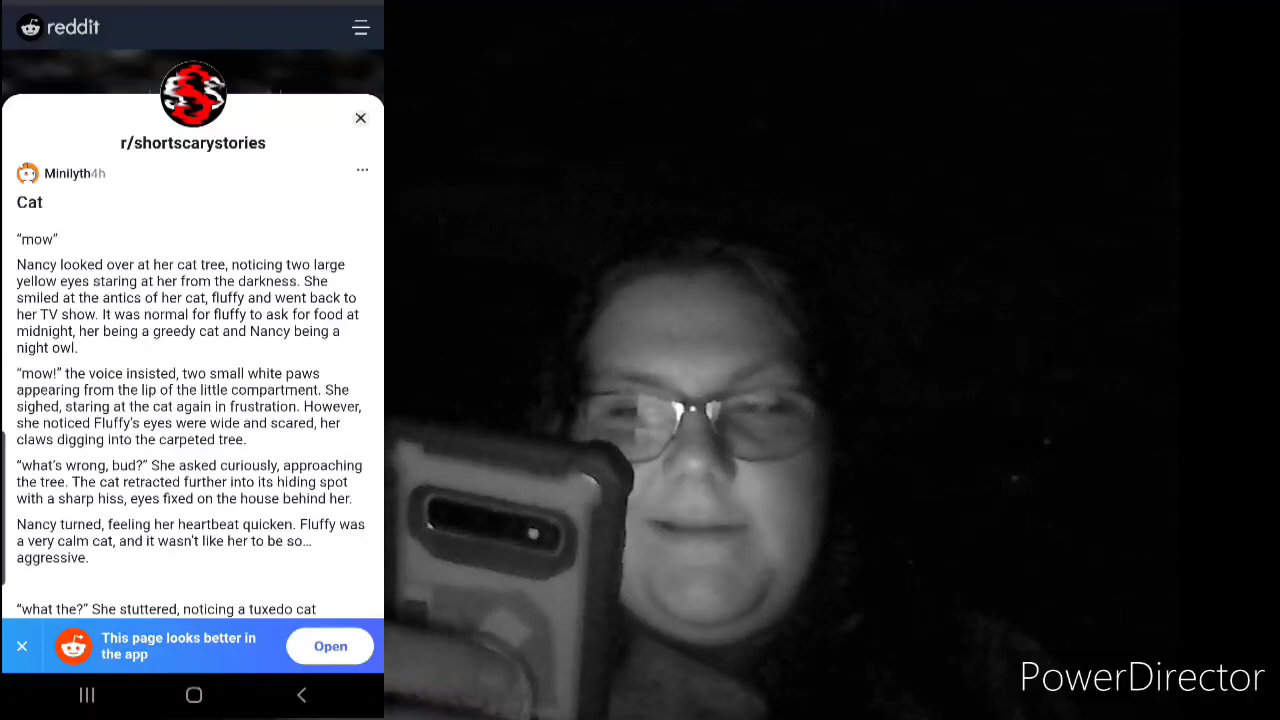 reddit
r/shortscarystories
Minilyth4h
Cat
“mow”
Nancy looked over at her cat tree, noticing two large
yellow eyes staring at her from the darkness. She
smiled at the antics of her cat, fluffy and went back to
her TV show. It was normal for fluffy to ask for food at
midnight, her being a greedy cat and Nancy being a
night owl.
“mow!” the voice insisted, two small white paws
appearing from the lip of the little compartment. She
sighed, staring at the cat again in frustration. However,
she noticed Fluffy's eyes were wide and scared, her
claws digging into the carpeted tree.
“what’s wrong, bud?” She asked curiously, approaching
the tree. The cat retracted further into its hiding spot
with a sharp hiss, eyes fixed on the house behind her.
Nancy turned, feeling her heartbeat quicken. Fluffy was
a very calm cat, and it wasn't like her to be so...
aggressive.
“what the?” She stuttered, noticing a tuxedo cat
This page looks better in
the app
Open
PowerDirector